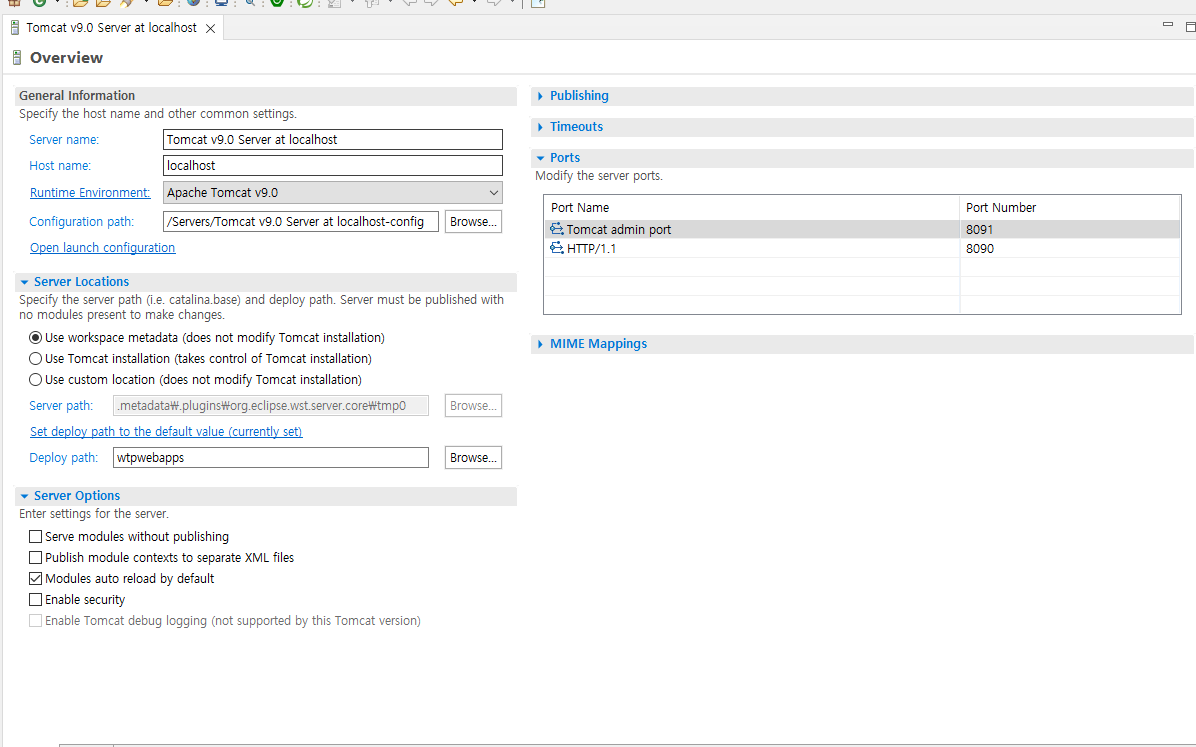 Tomcat v9.0 Server at localhost
Overview
General Information
Specify the host name and other common settings.
Server name:
Tomcat v9.0 Server at localhost
Host name:
localhost
Runtime Environment:
Apache Tomcat v9.0
Configuration path:
/Servers/Tomcat v9.0 Server at localhost-config
Browse...
Open launch configuration
Server Locations
Specify the server path (i.e. catalina.base) and deploy path. Server must be published with
no modules present to make changes.
Use workspace metadata (does not modify Tomcat installation)
Use Tomcat installation (takes control of Tomcat installation)
Use custom location (does not modify Tomcat installation)
Server path:
.metadata₩.plugins₩org.eclipse.wst.server.core₩tmp0
Browse...
Set deploy path to the default value (currently set)
Deploy path:
wtpwebapps
Browse...
Server Options
Enter settings for the server.
Serve modules without publishing
Publish module contexts to separate XML files
Modules auto reload by default
Enable security
Enable Tomcat debug logging (not supported by this Tomcat version)
Publishing
Timeouts
Ports
Modify the server ports.
Port Name
Port Number
Tomcat admin port
8091
HTTP/1.1
8090
MIME Mappings